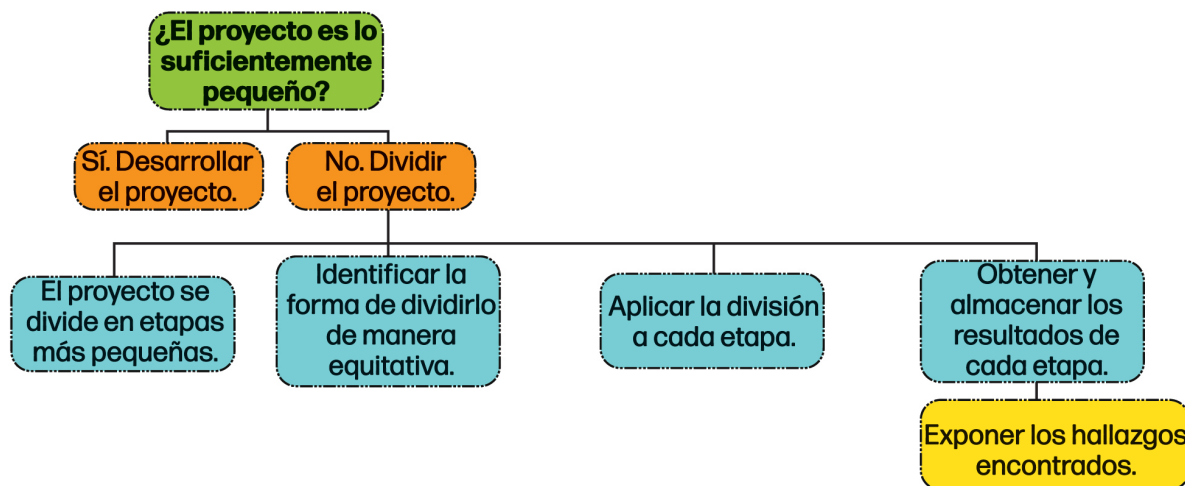 ¿El proyecto es lo
suficientemente
pequeño?
Sí. Desarrollar
el proyecto.
No. Dividir
el proyecto.
El proyecto se
divide en etapas
más pequeñas.
Identificar la
forma de dividirlo
de manera
equitativa.
Aplicar la división
a cada etapa.
Obtener y
almacenar los
resultados de
cada etapa.
Exponer los hallazgos
encontrados.